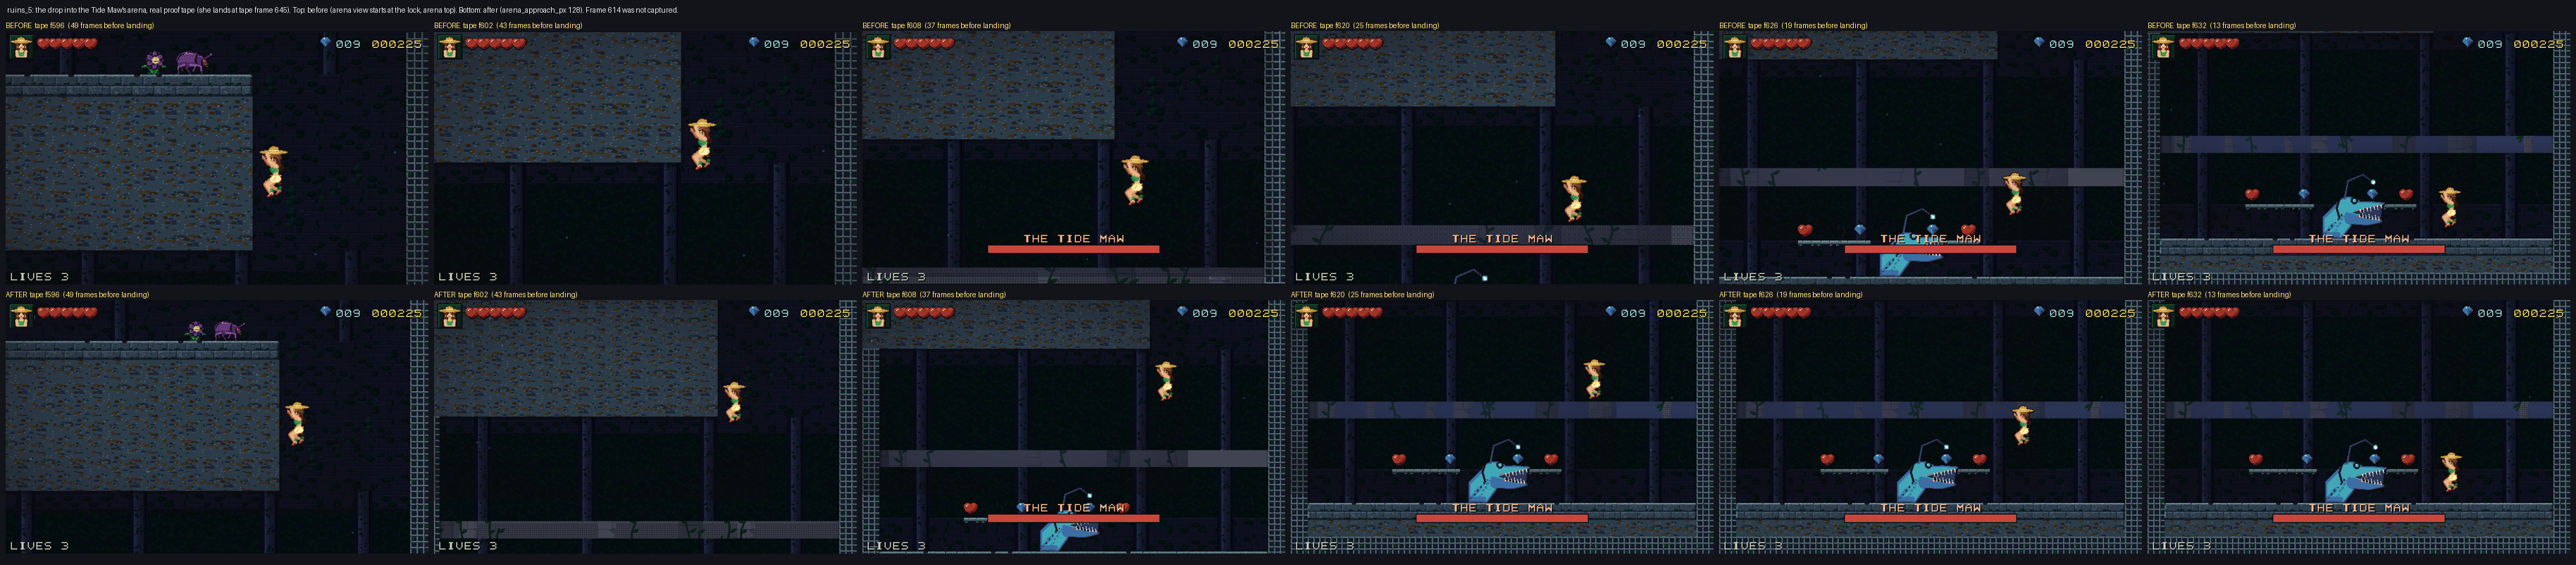 ruins_5: the drop into the Tide Maw's arena, real proof tape (she lands at tape frame 645). Top: before (arena view starts at the lock, arena top). Bottom: after (arena_approach_px 128). Frame 614 was not captured.
BEFORE tape f596 (49 frames before landing)
009 000225
LIVES 3
BEFORE tape f602 (43 frames before landing)
009 000225
LIVES 3
BEFORE tape f608 (37 frames before landing)
009 000225
THE TIDE MAW
LIVES 3
BEFORE tape f620 (25 frames before landing)
009 000225
THE TIDE MAW
LIVES 3
BEFORE tape f626 (19 frames before landing)
009 000225
THE TIDE MAW
LIVES 3
BEFORE tape f632 (13 frames before landing)
009 000225
THE TIDE MAW
LIVES 3
AFTER tape f596 (49 frames before landing)
009 000225
LIVES 3
AFTER tape f602 (43 frames before landing)
009 000225
LIVES 3
AFTER tape f608 (37 frames before landing)
009 000225
THE TIDE MAW
LIVES 3
AFTER tape f620 (25 frames before landing)
009 000225
THE TIDE MAW
LIVES 3
AFTER tape f626 (19 frames before landing)
009 000225
THE TIDE MAW
LIVES 3
AFTER tape f632 (13 frames before landing)
009 000225
THE TIDE MAW
LIVES 3